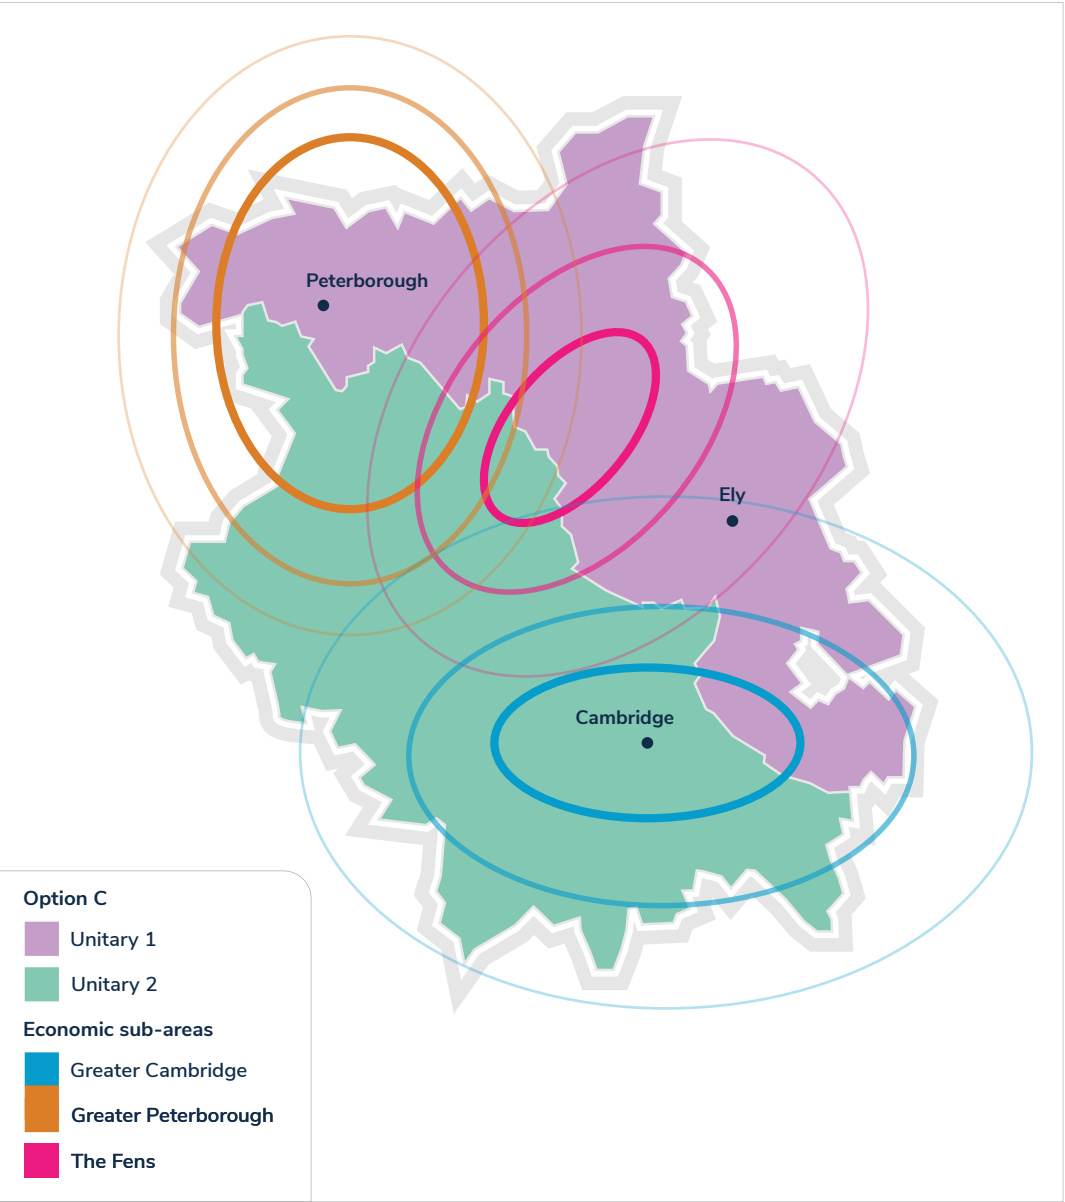 Peterborough
Ely
Cambridge
Option C
Unitary 1
Unitary 2
Economic sub-areas
Greater Cambridge
Greater Peterborough
The Fens